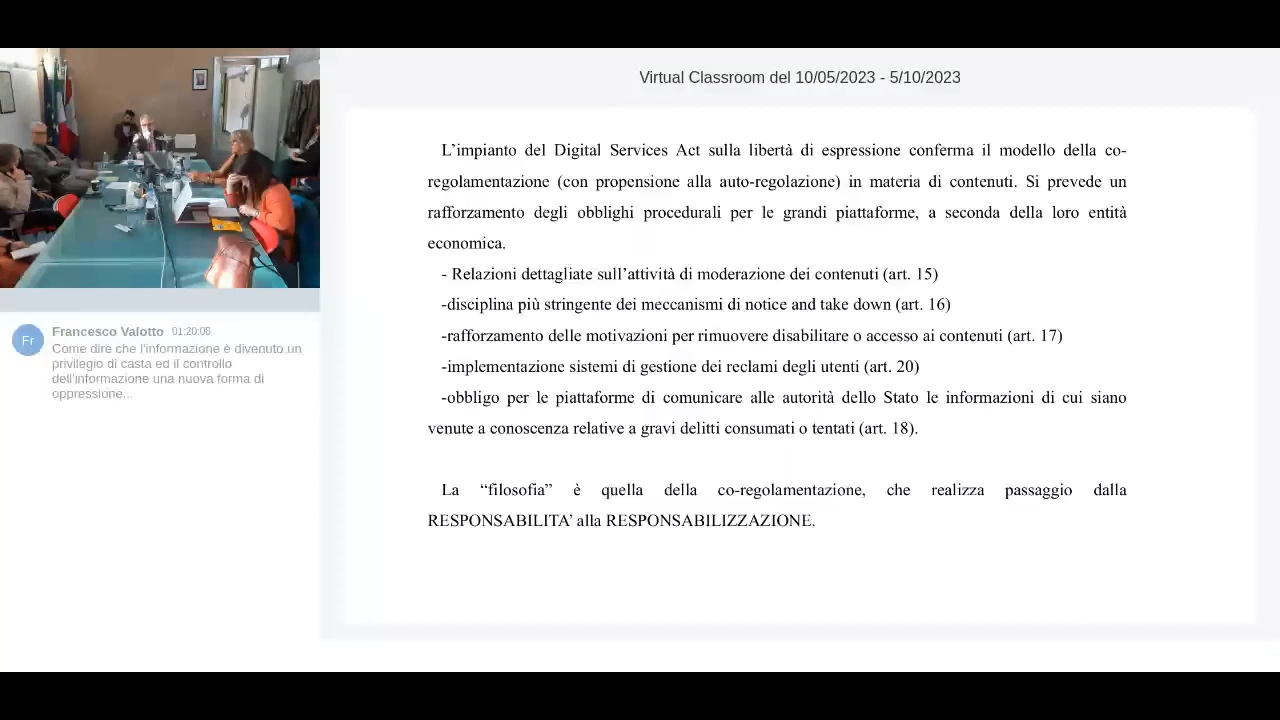 Virtual Classroom del 10/05/2023 - 5/10/2023
L’impianto del Digital Services Act sulla libertà di espressione conferma il modello della co-
regolamentazione (con propensione alla auto-regolazione) in materia di contenuti. Si prevede un
rafforzamento degli obblighi procedurali per le grandi piattaforme, a seconda della loro entità
economica.
- Relazioni dettagliate sull’attività di moderazione dei contenuti (art. 15)
-disciplina più stringente dei meccanismi di notice and take down (art. 16)
-rafforzamento delle motivazioni per rimuovere disabilitare o accesso ai contenuti (art. 17)
-implementazione sistemi di gestione dei reclami degli utenti (art. 20)
-obbligo per le piattaforme di comunicare alle autorità dello Stato le informazioni di cui siano
venute a conoscenza relative a gravi delitti consumati o tentati (art. 18).
La “filosofia” è quella della co-regolamentazione, che realizza passaggio dalla
RESPONSABILITA’ alla RESPONSABILIZZAZIONE.
Fr
Francesco Valotto 01:20:08
Come dire che l'informazione è divenuto un
privilegio di casta ed il controllo
dell'informazione una nuova forma di
oppressione...